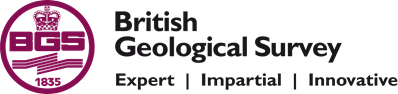 BGS
1835
British
Geological Survey
Expert | Impartial | Innovative